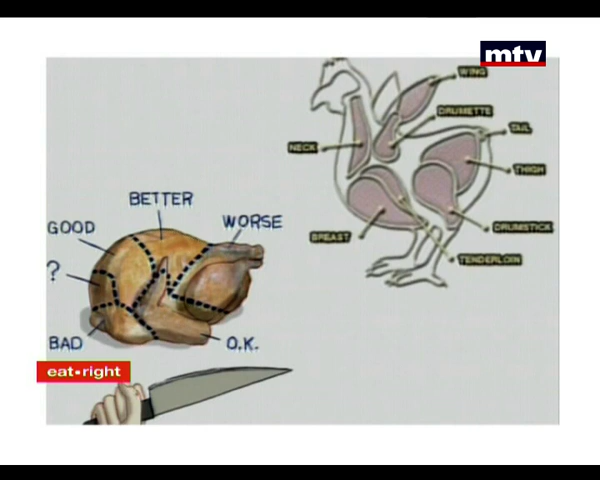 mtv
WING
DRUMETTE
TAIL
NECK
THIGH
BETTER
GOOD
WORSE
BREAST
DRUMSTICK
?
TENDERLOIN
BAD
O.K.
eat•right